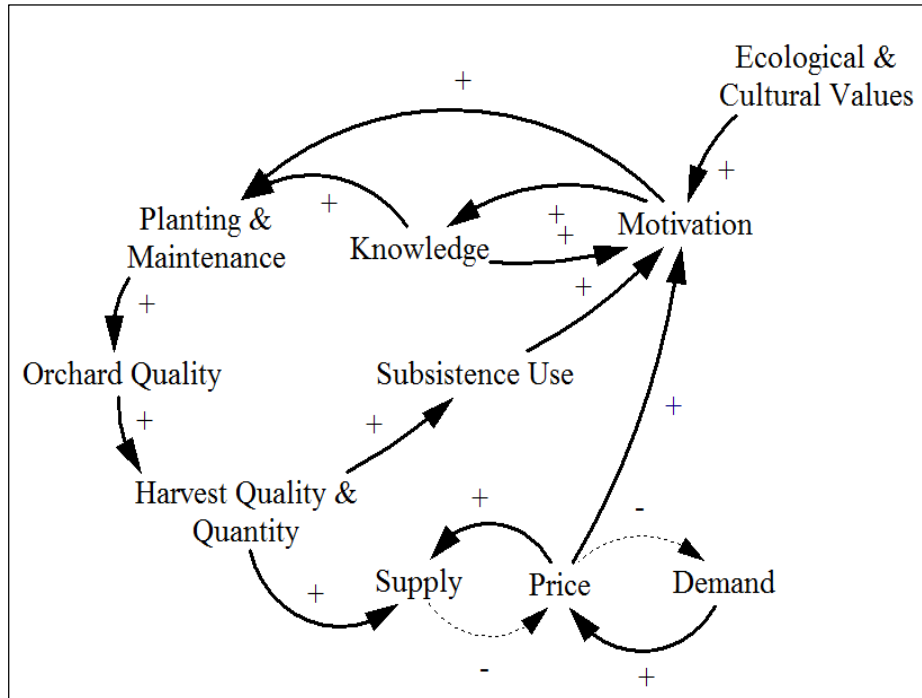 Ecological &
Cultural Values
+
+
+
+
+
Motivation
Planting &
Maintenance
Knowledge
+
+
+
Orchard Quality
Subsistence Use
+
+
+
Harvest Quality &
Quantity
+
-
Supply
Price
Demand
+
-
+